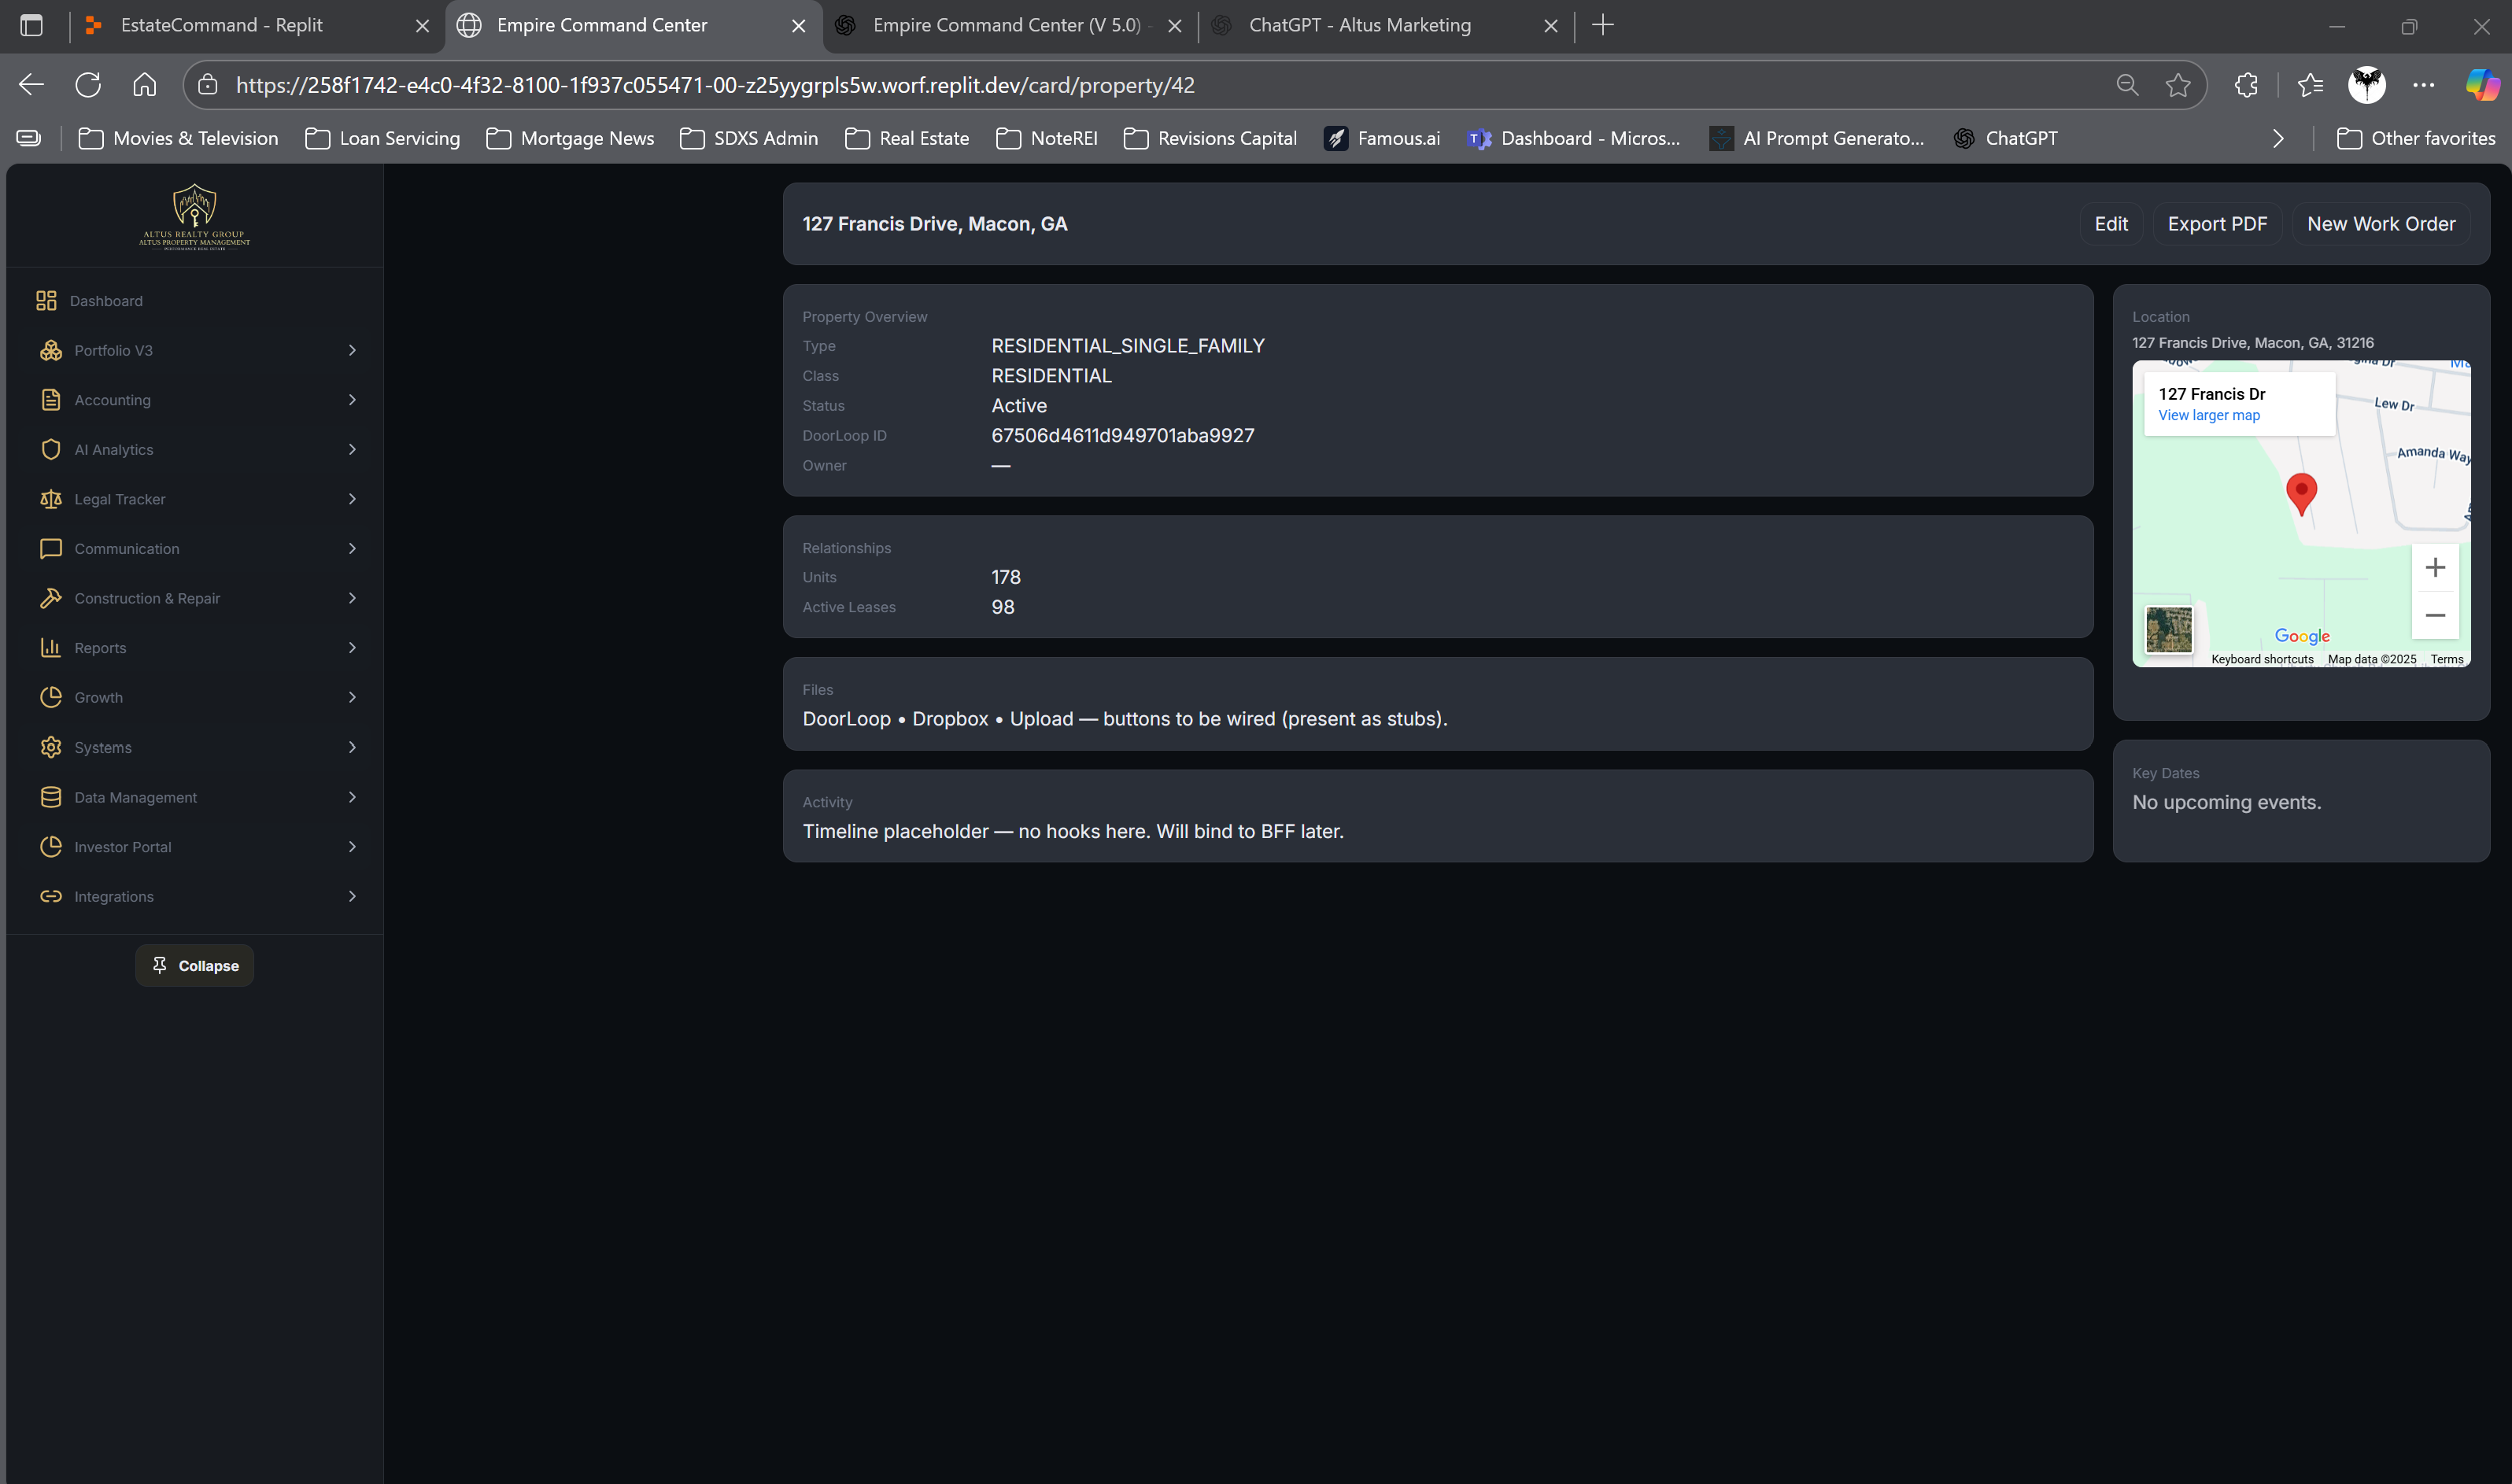 EstateCommand - Replit
Empire Command Center
Empire Command Center (V 5.0) -
ChatGPT - Altus Marketing
https://258f1742-e4c0-4f32-8100-1f937c055471-00-z25yygrpls5w.worf.replit.dev/card/property/42
Movies & Television
Loan Servicing
Mortgage News
SDXS Admin
Real Estate
NoteREI
Revisions Capital
Famous.ai
Dashboard - Micros...
AI Prompt Generato...
ChatGPT
Other favorites
ALTUS REALTY GROUP
ALTUS PROPERTY MANAGEMENT
PERFORMANCE REAL ESTATE
Dashboard
Portfolio V3
Accounting
AI Analytics
Legal Tracker
Communication
Construction & Repair
Reports
Growth
Systems
Data Management
Investor Portal
Integrations
Collapse
127 Francis Drive, Macon, GA
Edit
Export PDF
New Work Order
Property Overview
Type RESIDENTIAL_SINGLE_FAMILY
Class RESIDENTIAL
Status Active
DoorLoop ID 67506d4611d949701aba9927
Owner —
Relationships
Units 178
Active Leases 98
Files
DoorLoop • Dropbox • Upload — buttons to be wired (present as stubs).
Activity
Timeline placeholder — no hooks here. Will bind to BFF later.
Location
127 Francis Drive, Macon, GA, 31216
127 Francis Dr
View larger map
Lew Dr
Amanda Way
Google
Keyboard shortcuts
Map data ©2025
Terms
Key Dates
No upcoming events.